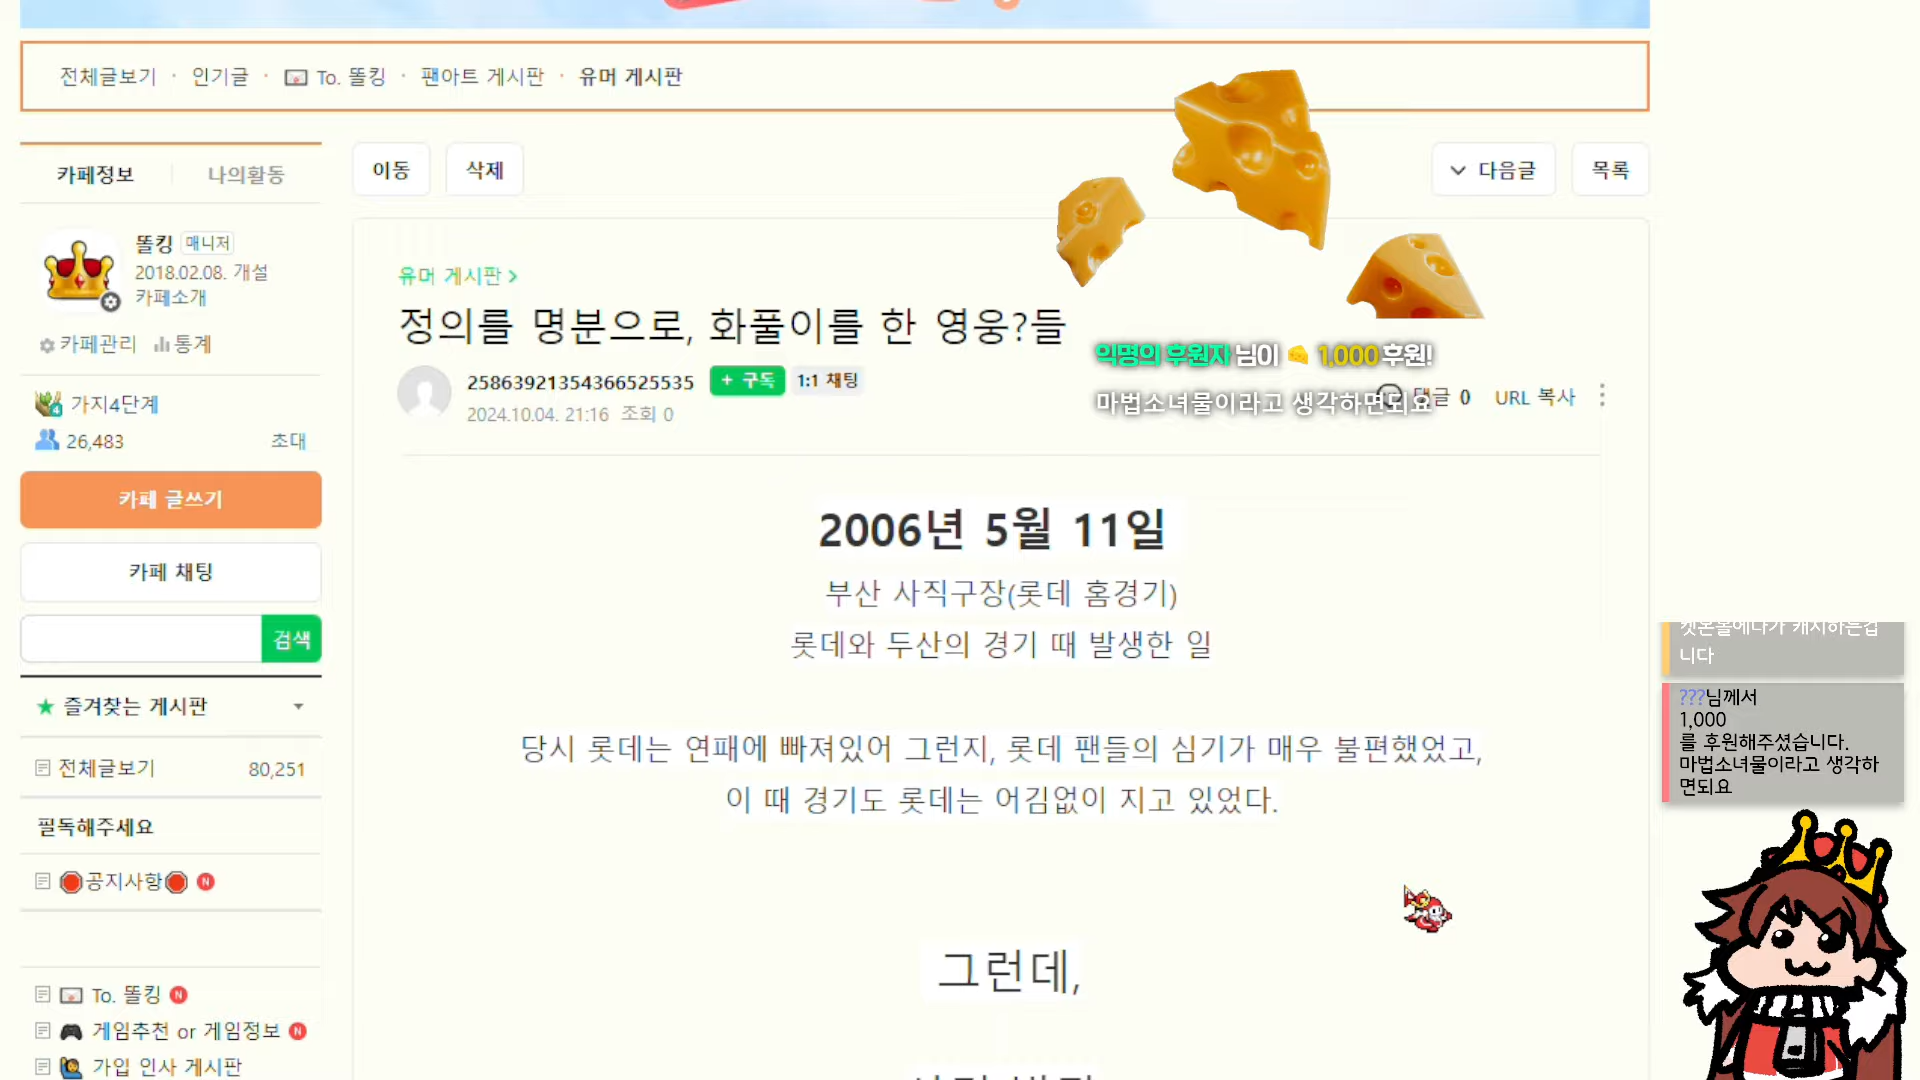 전체글보기 · 인기글 · To. 똘킹 · 팬아트 게시판 · 유머 게시판
카페정보 나의활동
이동 삭제
다음글 목록
똘킹 매니저
2018.02.08. 개설
카페소개
카페관리 통계
가지4단계
26,483 초대
카페 글쓰기
카페 채팅
검색
즐겨찾는 게시판
전체글보기 80,251
필독해주세요
공지사항 N
To. 똘킹 N
게임추천 or 게임정보 N
가입 인사 게시판
유머 게시판 >
정의를 명분으로, 화풀이를 한 영웅?들
25863921354366525535 + 구독 1:1 채팅
2024.10.04. 21:16 조회 0
댓글 0 URL 복사
익명의 후원자 님이 1,000 후원!
마법소녀물이라고 생각하면되요
2006년 5월 11일
부산 사직구장(롯데 홈경기)
롯데와 두산의 경기 때 발생한 일
당시 롯데는 연패에 빠져있어 그런지, 롯데 팬들의 심기가 매우 불편했었고,
이 때 경기도 롯데는 어김없이 지고 있었다.
그런데,
니다
???님께서
1,000
를 후원해주셨습니다.
마법소녀물이라고 생각하
면되요